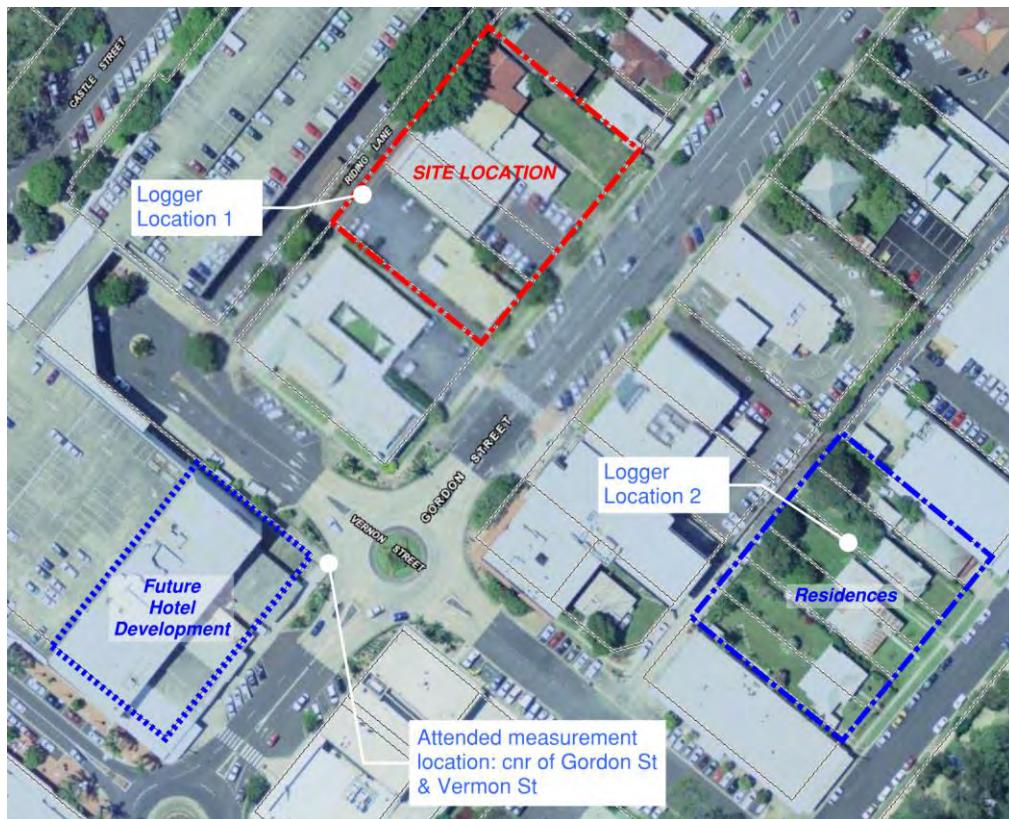 CASTLE STREET
RIDING LANE
SITE LOCATION
Logger
Location 1
GORDON STREET
Logger
Location 2
VERNON STREET
Future
Hotel
Development
Residences
Attended measurement
location: cnr of Gordon St
& Vermon St